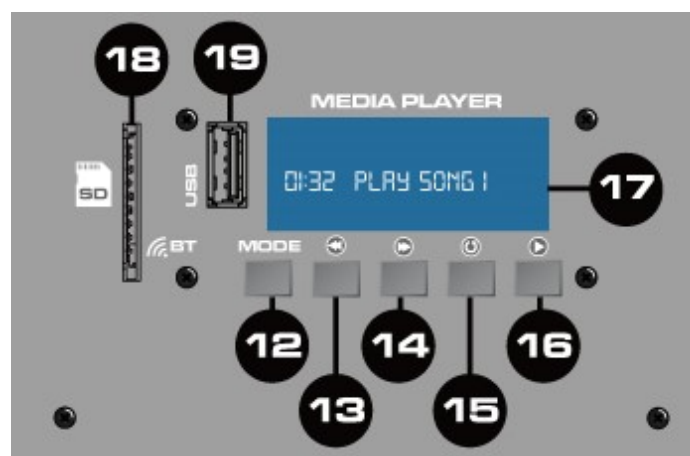 18
19
MEDIA PLAYER
SD
USB
01:32 PLAY SONG 1
17
BT
MODE
12
14
16
13
15